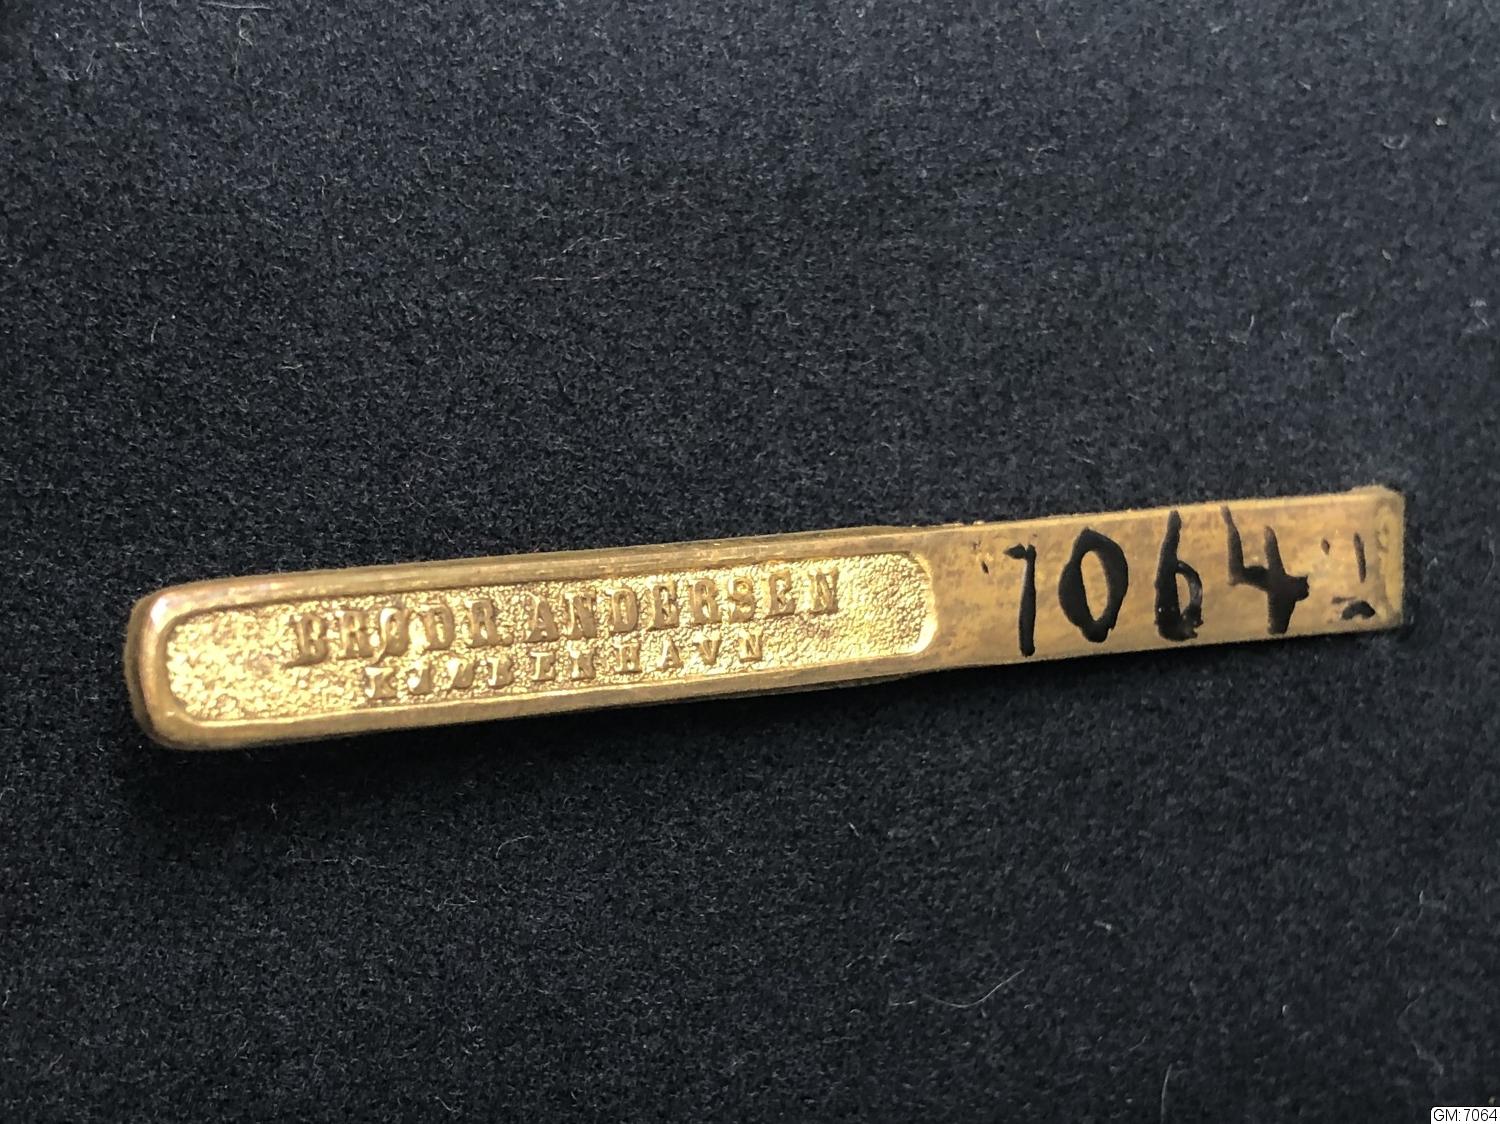 BRØDR. ANDERSEN
KJØBENHAVN
7064
GM:7064